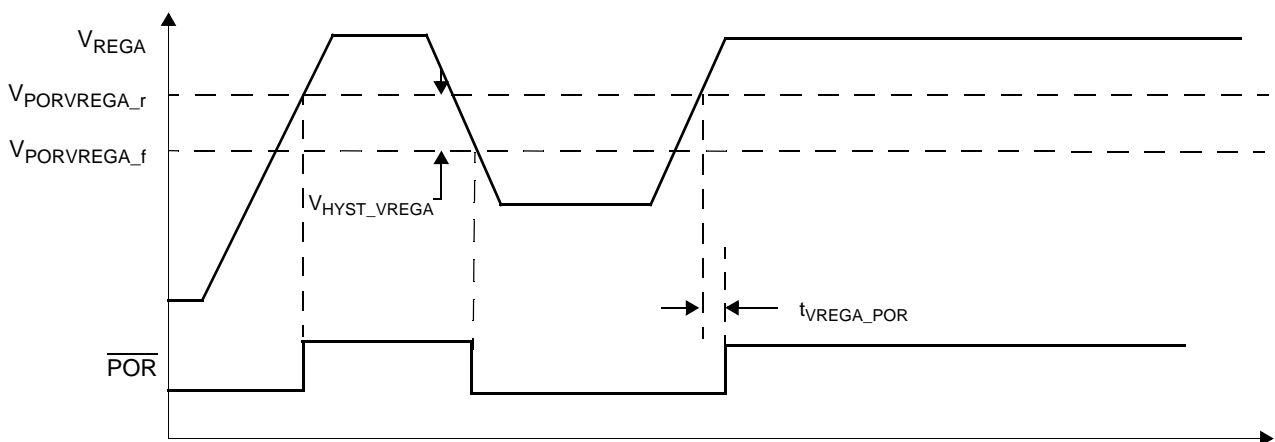 VREGA
VPORVREGA_r
VPORVREGA_f
VHYST_VREGA
tVREGA_POR
POR